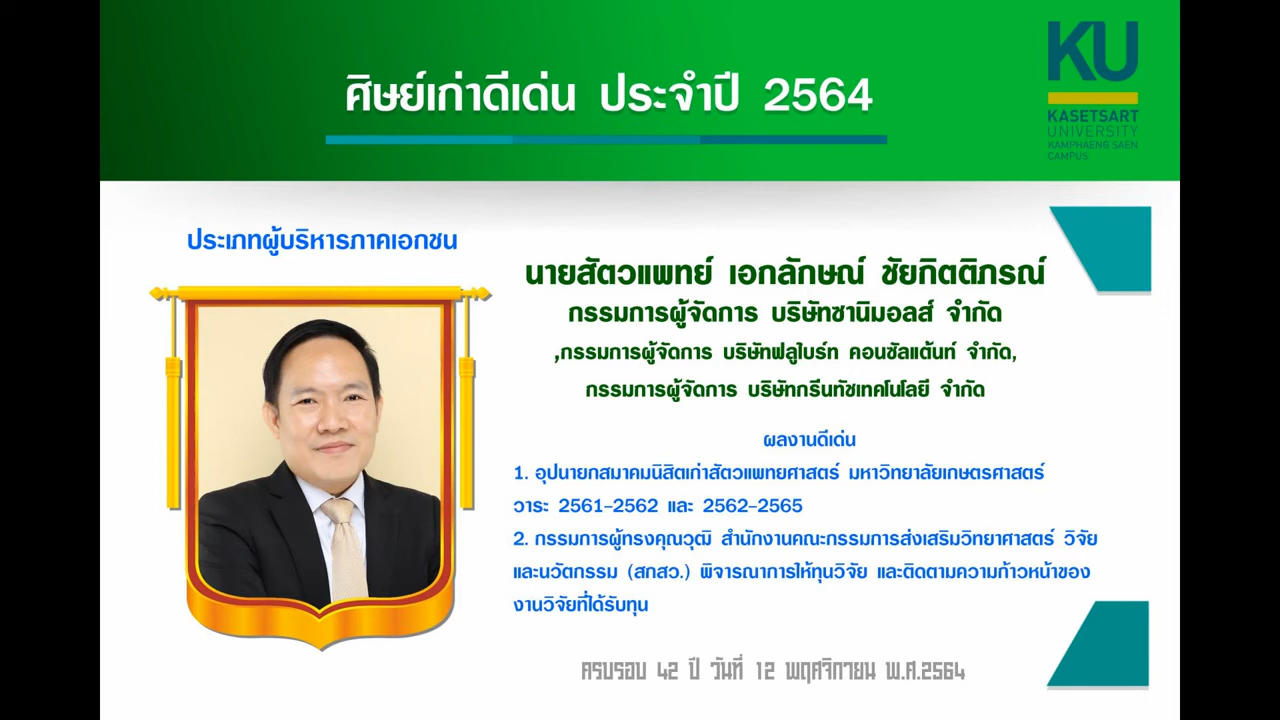 ศิษย์เก่าดีเด่น ประจำปี 2564
KU
KASETSART
UNIVERSITY
KAMPHAENG SAEN
CAMPUS
ประเภทผู้บริหารภาคเอกชน
นายสัตวแพทย์ เอกลักษณ์ ชัยกิตติภรณ์
กรรมการผู้จัดการ บริษัทซานิมอลส์ จำกัด
,กรรมการผู้จัดการ บริษัทฟลูไบร์ท คอนซัลแต้นท์ จำกัด,
กรรมการผู้จัดการ บริษัทกรีนทัชเทคโนโลยี จำกัด
ผลงานดีเด่น
1. อุปนายกสมาคมนิสิตเก่าสัตวแพทยศาสตร์ มหาวิทยาลัยเกษตรศาสตร์
วาระ 2561-2562 และ 2562-2565
2. กรรมการผู้ทรงคุณวุฒิ สำนักงานคณะกรรมการส่งเสริมวิทยาศาสตร์ วิจัย
และนวัตกรรม (สกสว.) พิจารณาการให้ทุนวิจัย และติดตามความก้าวหน้าของ
งานวิจัยที่ได้รับทุน
ครบรอบ 42 ปี วันที่ 12 พฤศจิกายน พ.ศ.2564